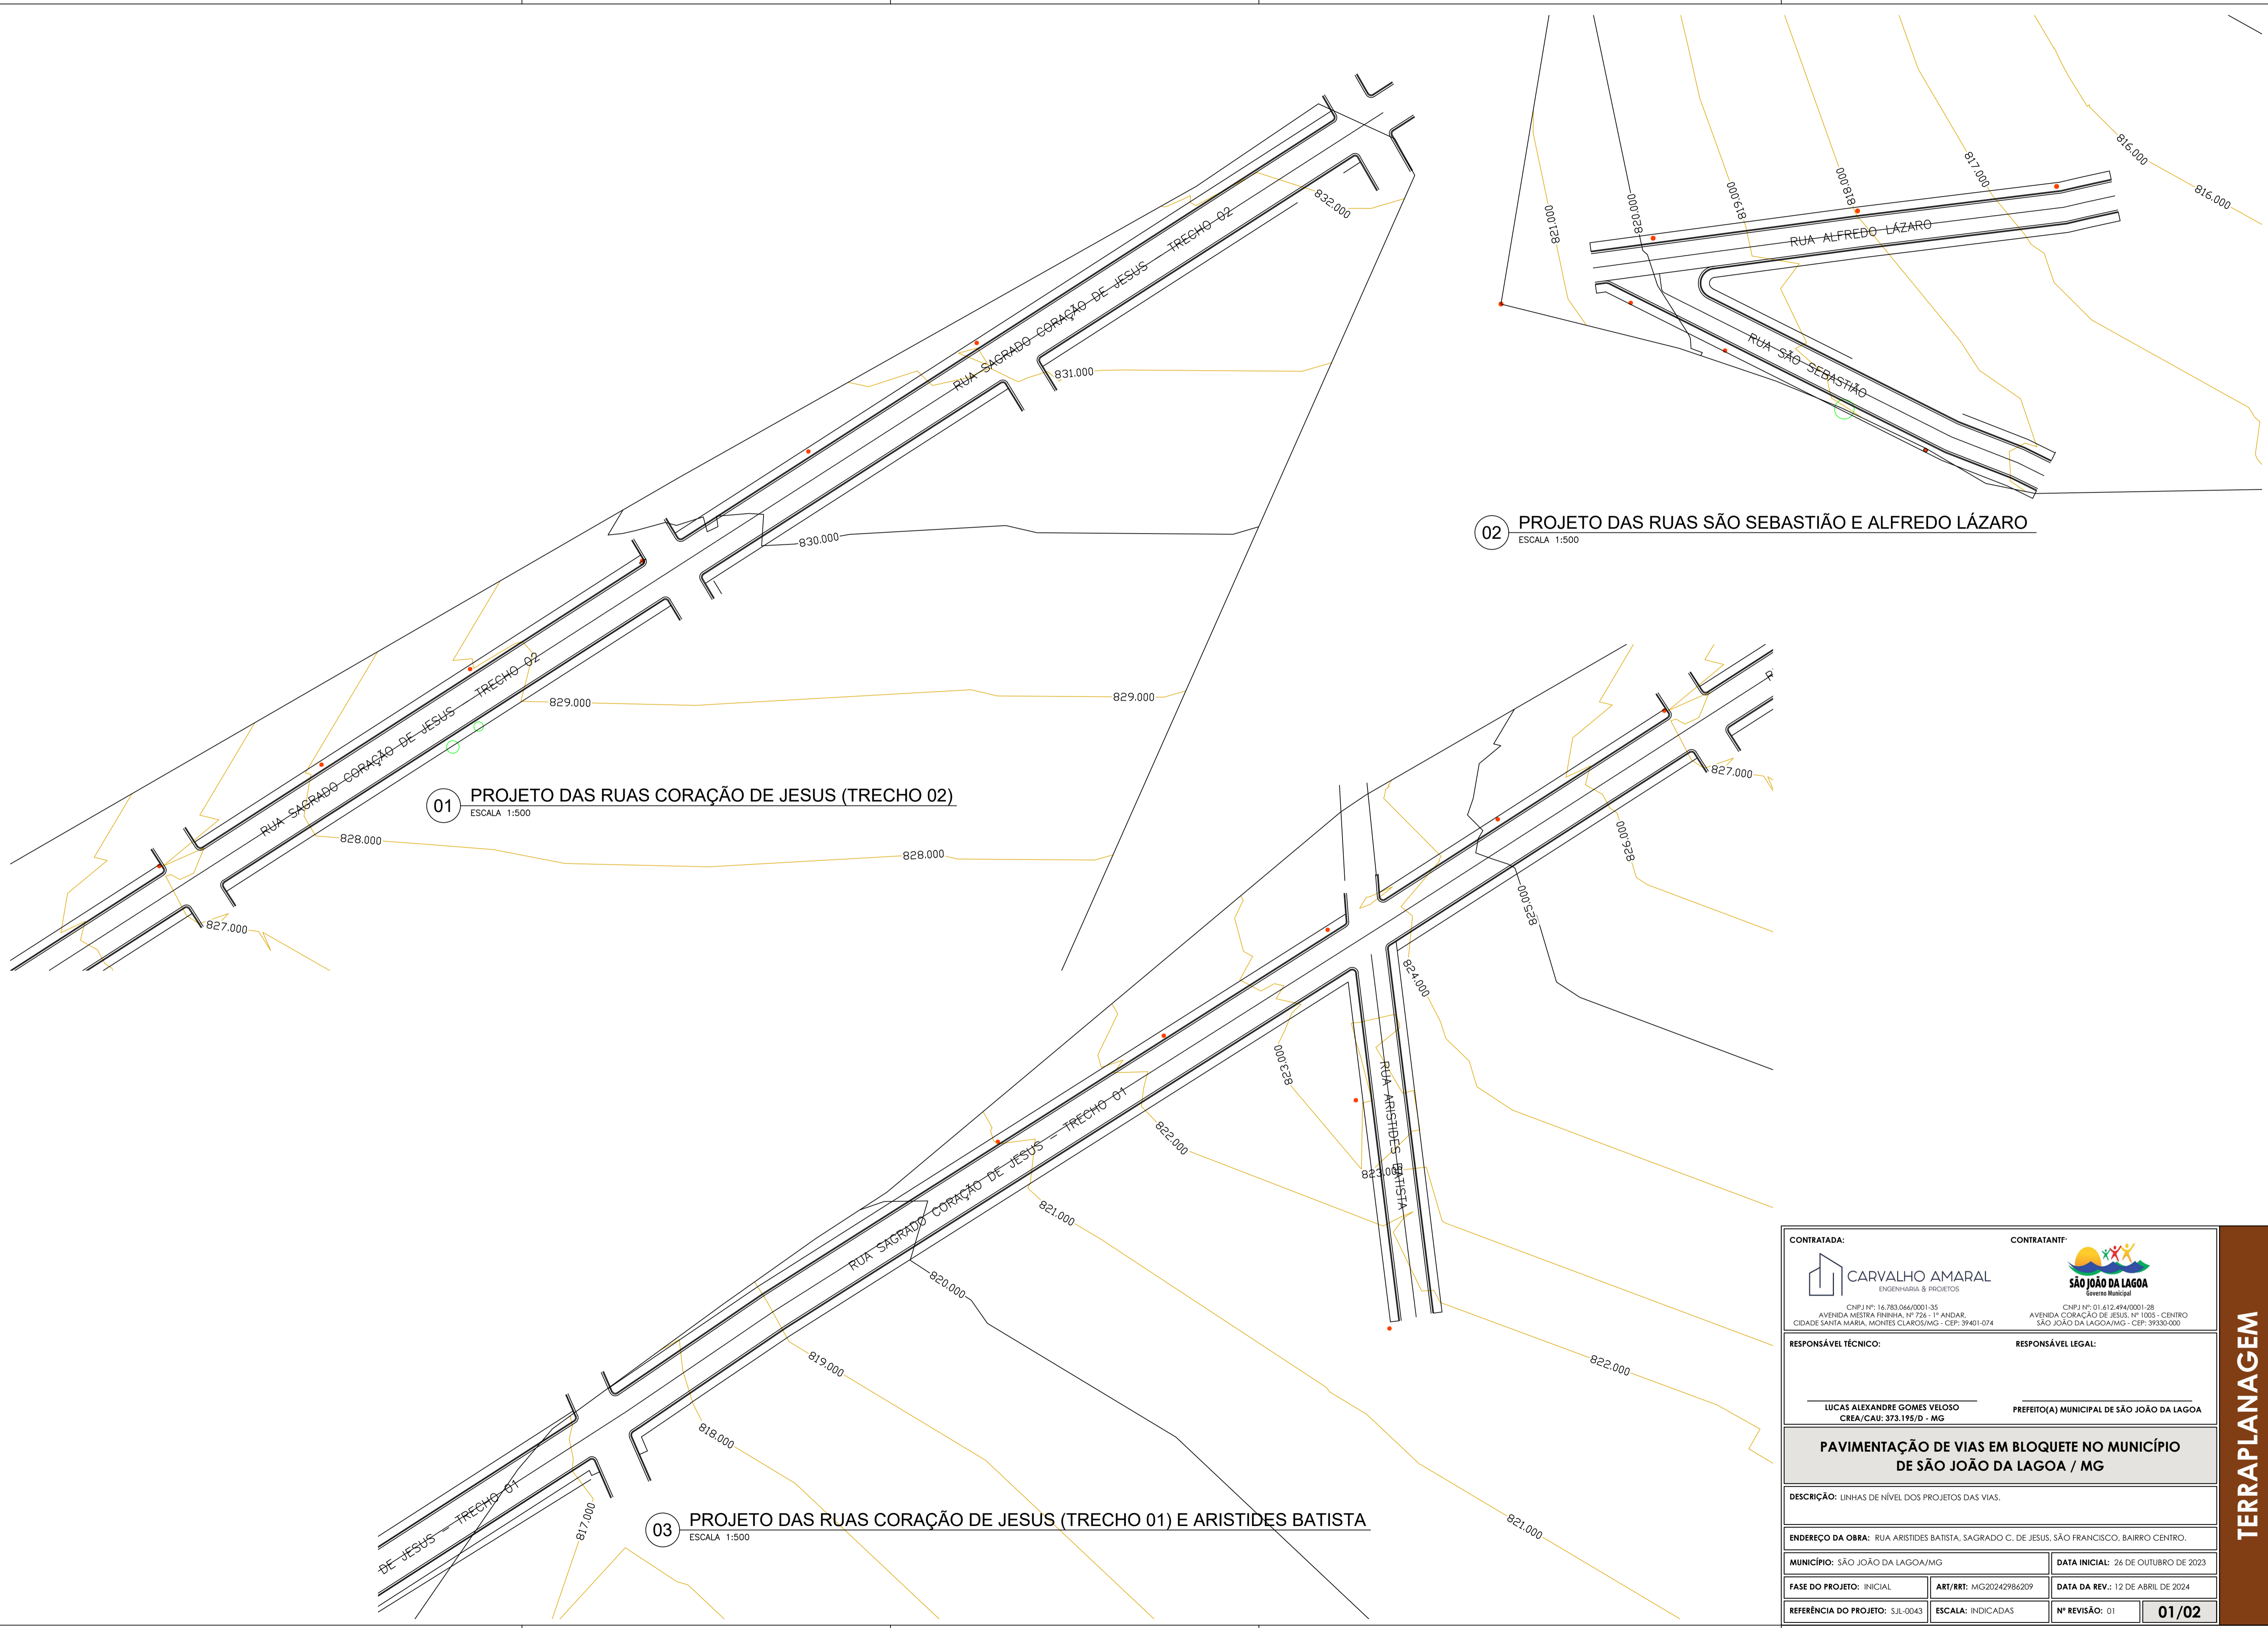 832.000
RUA SAGRADO CORAÇÃO DE JESUS TRECHO 02
831.000
830.000
829.000
829.000
RUA SAGRADO CORAÇÃO DE JESUS TRECHO 02
828.000
828.000
827.000
01 PROJETO DAS RUAS CORAÇÃO DE JESUS (TRECHO 02)
ESCALA 1:500
821.000
820.000
819.000
818.000
817.000
816.000
816.000
RUA ALFREDO LÁZARO
RUA SÃO SEBASTIÃO
02 PROJETO DAS RUAS SÃO SEBASTIÃO E ALFREDO LÁZARO
ESCALA 1:500
827.000
826.000
825.000
824.000
823.000
823.000
RUA ARISTIDES BATISTA
822.000
822.000
RUA SAGRADO CORAÇÃO DE JESUS - TRECHO 01
821.000
821.000
820.000
819.000
818.000
817.000
DE JESUS - TRECHO 01
03 PROJETO DAS RUAS CORAÇÃO DE JESUS (TRECHO 01) E ARISTIDES BATISTA
ESCALA 1:500
CONTRATADA:
CARVALHO AMARAL
ENGENHARIA & PROJETOS
CNPJ Nº: 16.783.066/0001-35
AVENIDA MESTRA FININHA, Nº 726 - 1º ANDAR,
CIDADE SANTA MARIA, MONTES CLAROS/MG - CEP: 39401-074
CONTRATANTE:
SÃO JOÃO DA LAGOA
Governo Municipal
CNPJ Nº: 01.612.494/0001-28
AVENIDA CORAÇÃO DE JESUS, Nº 1005 - CENTRO
SÃO JOÃO DA LAGOA/MG - CEP: 39330-000
RESPONSÁVEL TÉCNICO:
LUCAS ALEXANDRE GOMES VELOSO
CREA/CAU: 373.195/D - MG
RESPONSÁVEL LEGAL:
PREFEITO(A) MUNICIPAL DE SÃO JOÃO DA LAGOA
PAVIMENTAÇÃO DE VIAS EM BLOQUETE NO MUNICÍPIO
DE SÃO JOÃO DA LAGOA / MG
DESCRIÇÃO: LINHAS DE NÍVEL DOS PROJETOS DAS VIAS.
ENDEREÇO DA OBRA: RUA ARISTIDES BATISTA, SAGRADO C. DE JESUS, SÃO FRANCISCO, BAIRRO CENTRO.
MUNICÍPIO: SÃO JOÃO DA LAGOA/MG
DATA INICIAL: 26 DE OUTUBRO DE 2023
FASE DO PROJETO: INICIAL
ART/RRT: MG20242986209
DATA DA REV.: 12 DE ABRIL DE 2024
REFERÊNCIA DO PROJETO: SJL-0043
ESCALA: INDICADAS
Nº REVISÃO: 01
01/02
TERRAPLANAGEM